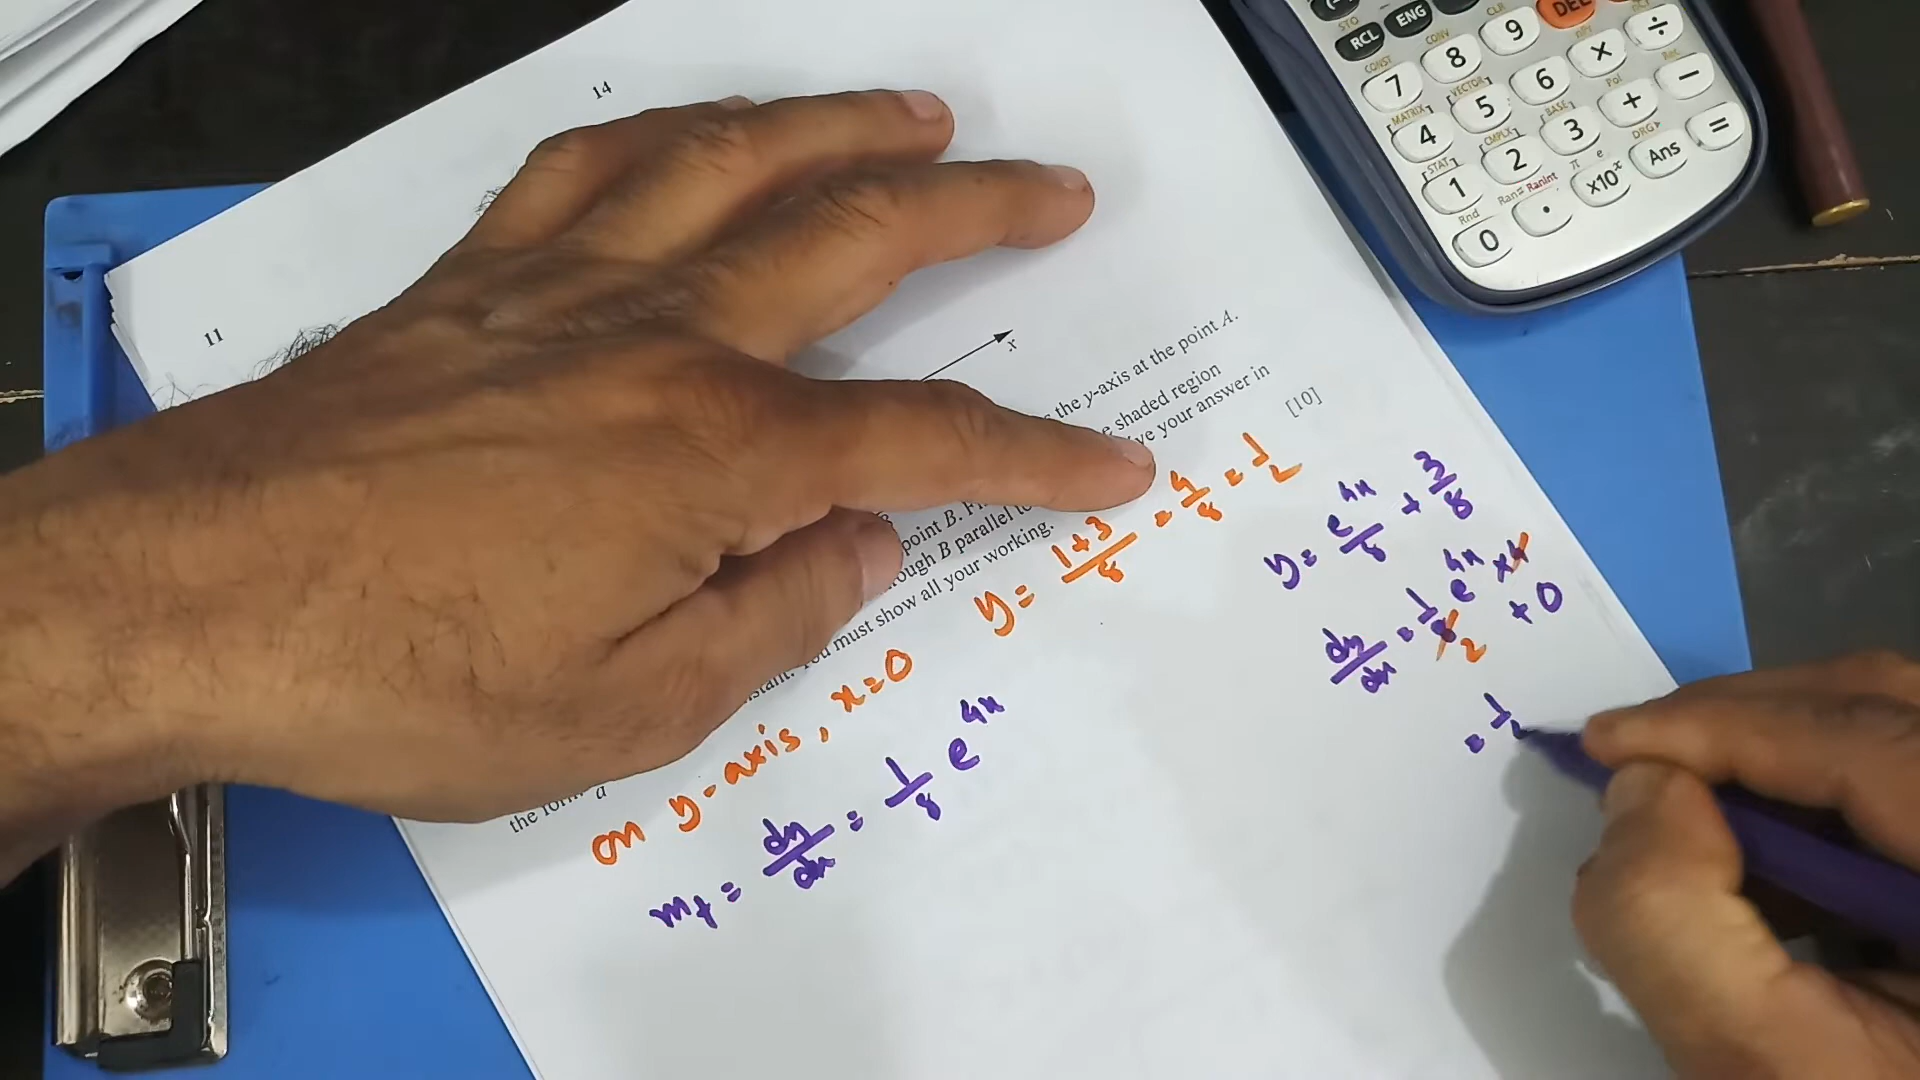 14
11
x
the y-axis at the point A.
shaded region
your answer in
[10]
point B.
B parallel
must show all your working.
the form
a
y = (1+3)/8 = 4/8 = 1/2
on y-axis, x=0
m_t = dy/dx = 1/8 e^4x
y = e^4x/8 + 3/8
dy/dx = 1/8 e^4x ×4 + 0
2
= 1/2
STO
CLR
DEL
RCL
ENG
CONST
CONV
nPr
nCr
7
8
9
×
÷
MATRIX
VECTOR
Pol
Rec
4
5
6
+
−
STAT
CMPLX
BASE
DRG▸
1
2
3
Ans
=
Rnd
Ran#
RanInt
π
e
0
.
×10^x